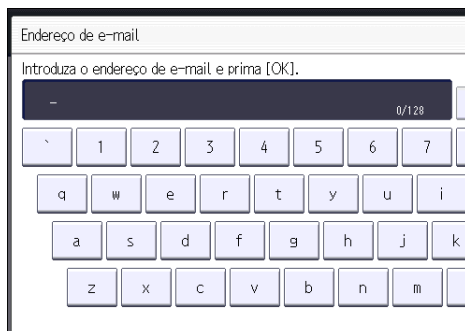 Endereço de e-mail
Introduza o endereço de e-mail e prima [OK].
_
0/128
` 1 2 3 4 5 6 7
q w e r t y u i
a s d f g h j k
z x c v b n m